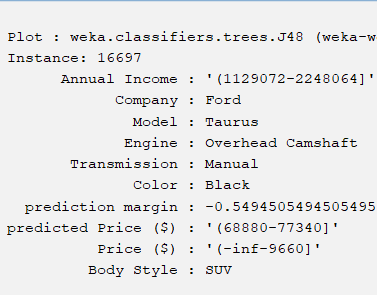 Plot : weka.classifiers.trees.J48 (weka-w
Instance: 16697
Annual Income : '(1129072-2248064]'
Company : Ford
Model : Taurus
Engine : Overhead Camshaft
Transmission : Manual
Color : Black
prediction margin : -0.5494505494505495
predicted Price ($) : '(68880-77340]'
Price ($) : '(-inf-9660]'
Body Style : SUV